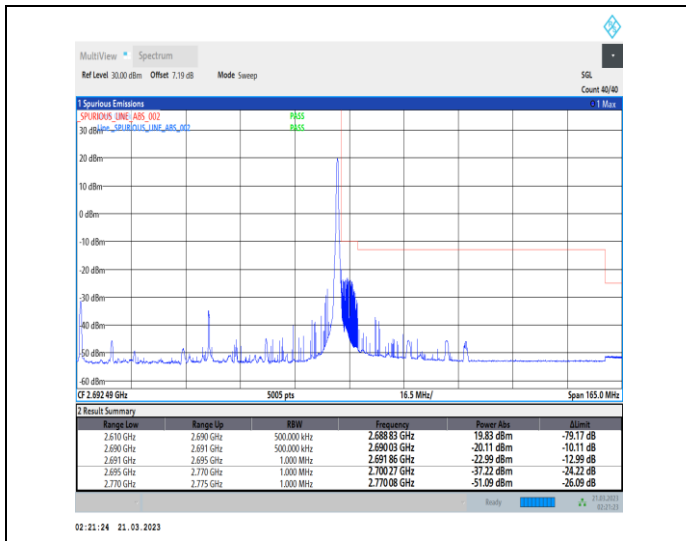 MultiView Spectrum
Ref Level 30.00 dBm Offset 7.19 dB Mode Sweep SGL
Count 40/40
1 Spurious Emissions 1 Max
_SPURIOUS_LINE_ABS_002 PASS
Line _SPURIOUS_LINE_ABS_002 PASS
30 dBm
20 dBm
10 dBm
0 dBm
-10 dBm
-20 dBm
-30 dBm
-40 dBm
-50 dBm
-60 dBm
CF 2.692 49 GHz 5005 pts 16.5 MHz/ Span 165.0 MHz
2 Result Summary
Range Low Range Up RBW Frequency Power Abs ΔLimit
2.610 GHz 2.690 GHz 500.000 kHz 2.688 83 GHz 19.83 dBm -79.17 dB
2.690 GHz 2.691 GHz 500.000 kHz 2.690 03 GHz -20.11 dBm -10.11 dB
2.691 GHz 2.695 GHz 1.000 MHz 2.691 86 GHz -22.99 dBm -12.99 dB
2.695 GHz 2.770 GHz 1.000 MHz 2.700 27 GHz -37.22 dBm -24.22 dB
2.770 GHz 2.775 GHz 1.000 MHz 2.770 08 GHz -51.09 dBm -26.09 dB
Ready 21.03.2023
02:21:23
02:21:24 21.03.2023